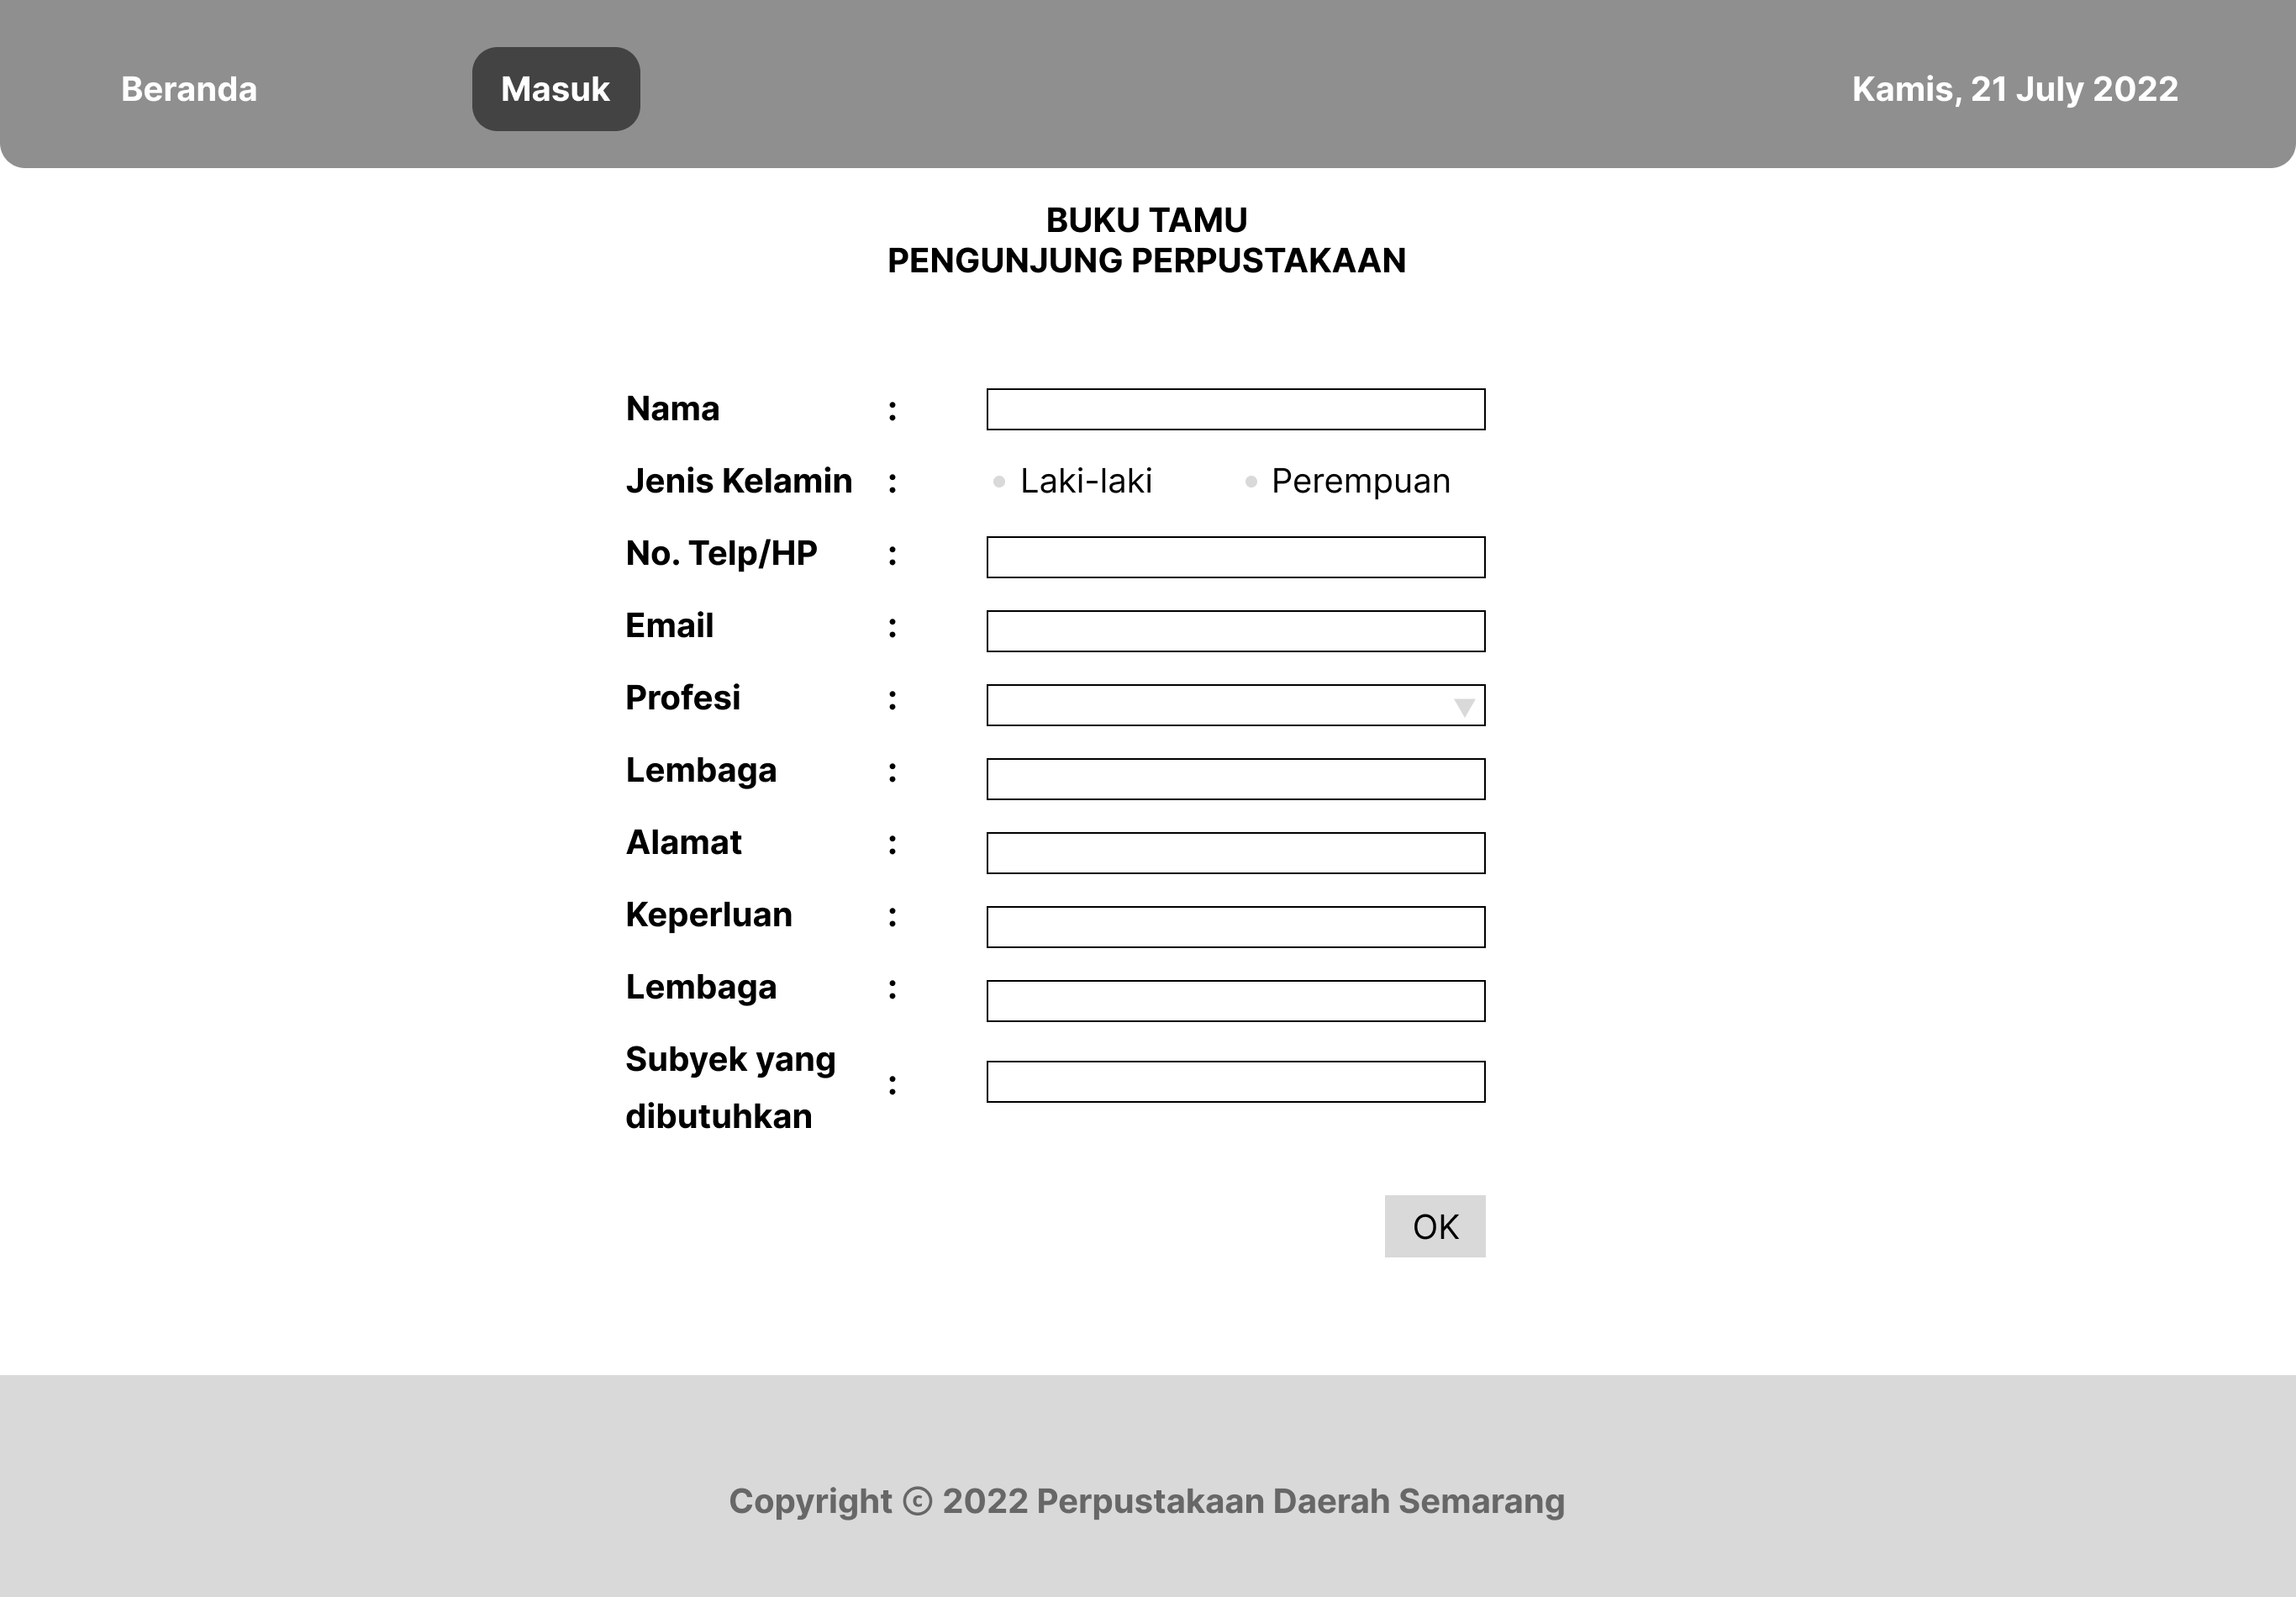 Beranda Masuk Kamis, 21 July 2022
BUKU TAMU
PENGUNJUNG PERPUSTAKAAN
Nama :
Jenis Kelamin : Laki-laki Perempuan
No. Telp/HP :
Email :
Profesi :
Lembaga :
Alamat :
Keperluan :
Lembaga :
Subyek yang
dibutuhkan :
OK
Copyright © 2022 Perpustakaan Daerah Semarang